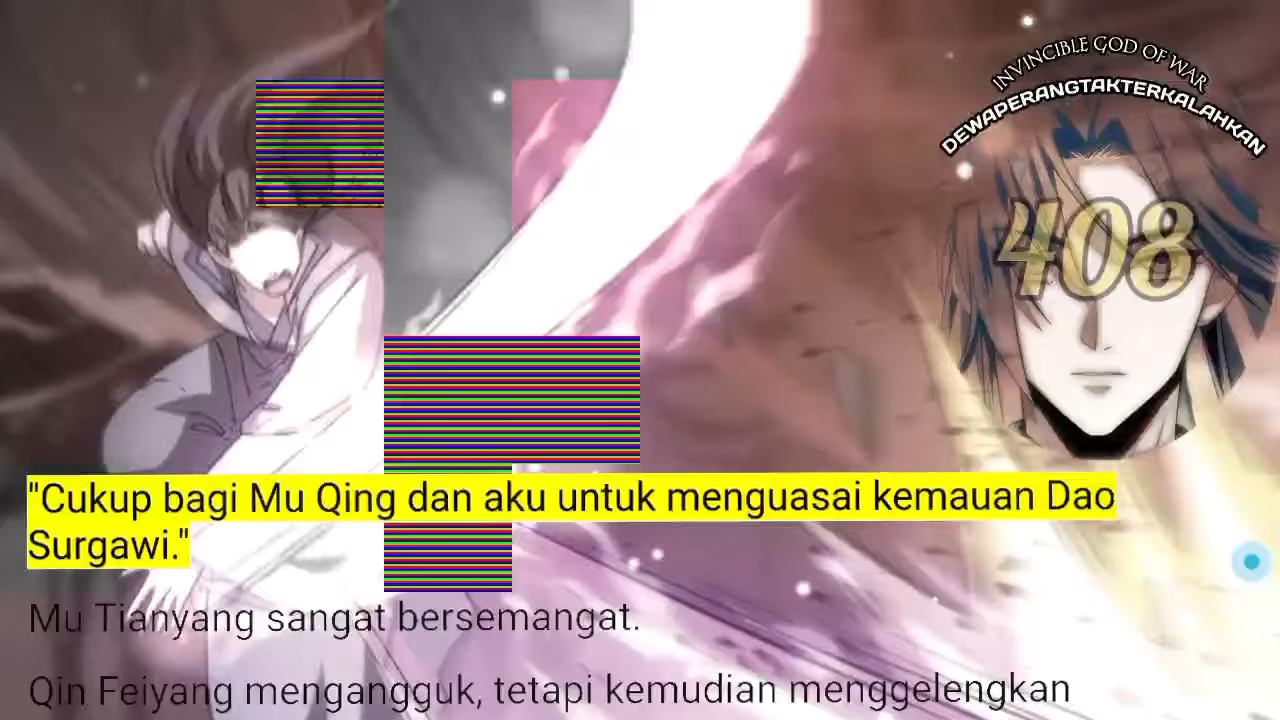 INVINCIBLE GOD OF WAR
DEWAPERANGTAKTERKALAHKAN
408
"Cukup bagi Mu Qing dan aku untuk menguasai kemauan Dao
Surgawi."
Mu Tianyang sangat bersemangat.
Qin Feiyang mengangguk, tetapi kemudian menggelengkan